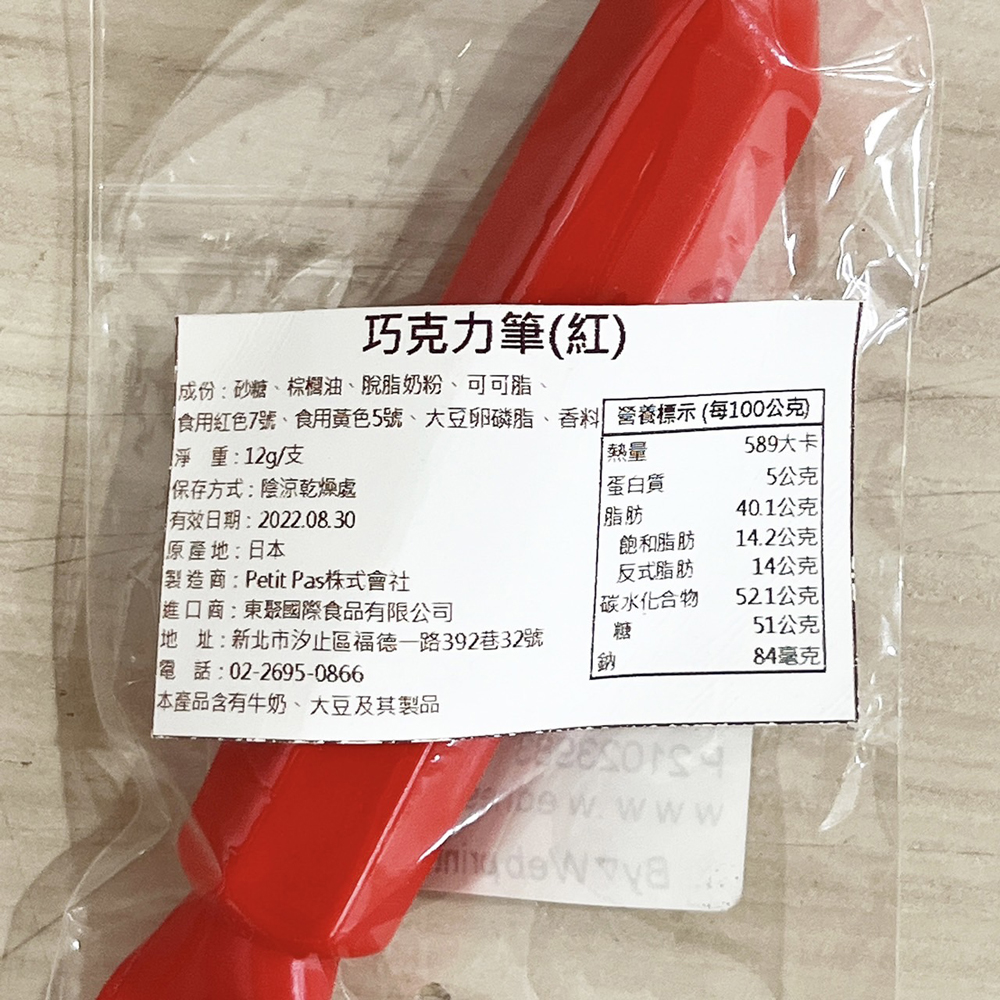 巧克力筆(紅)
成份：砂糖、棕櫚油、脫脂奶粉、可可脂、
食用紅色7號、食用黃色5號、大豆卵磷脂、香料
淨　重：12g/支
保存方式：陰涼乾燥處
有效日期：2022.08.30
原產地：日本
製造商：Petit Pas株式會社
進口商：東聚國際食品有限公司
地　址：新北市汐止區福德一路392巷32號
電　話：02-2695-0866
本產品含有牛奶、大豆及其製品
營養標示 (每100公克)
熱量 589大卡
蛋白質 5公克
脂肪 40.1公克
飽和脂肪 14.2公克
反式脂肪 14公克
碳水化合物 52.1公克
糖 51公克
鈉 84毫克